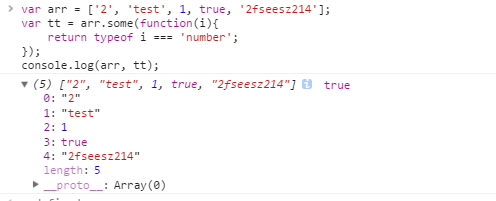 var arr = ['2', 'test', 1, true, '2fseesz214'];
var tt = arr.some(function(i){
return typeof i === 'number';
});
console.log(arr, tt);
(5) ["2", "test", 1, true, "2fseesz214"] i true
0: "2"
1: "test"
2: 1
3: true
4: "2fseesz214"
length: 5
__proto__: Array(0)